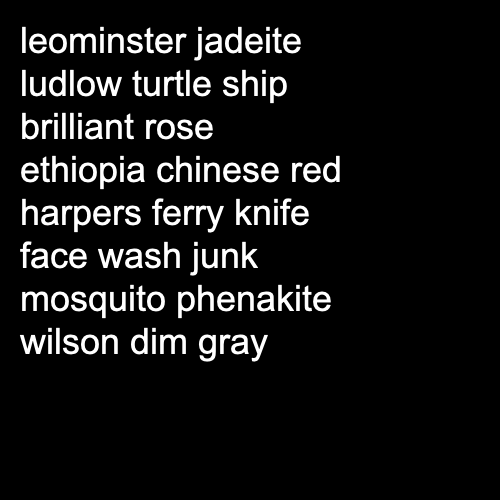 leominster jadeite
ludlow turtle ship
brilliant rose
ethiopia chinese red
harpers ferry knife
face wash junk
mosquito phenakite
wilson dim gray